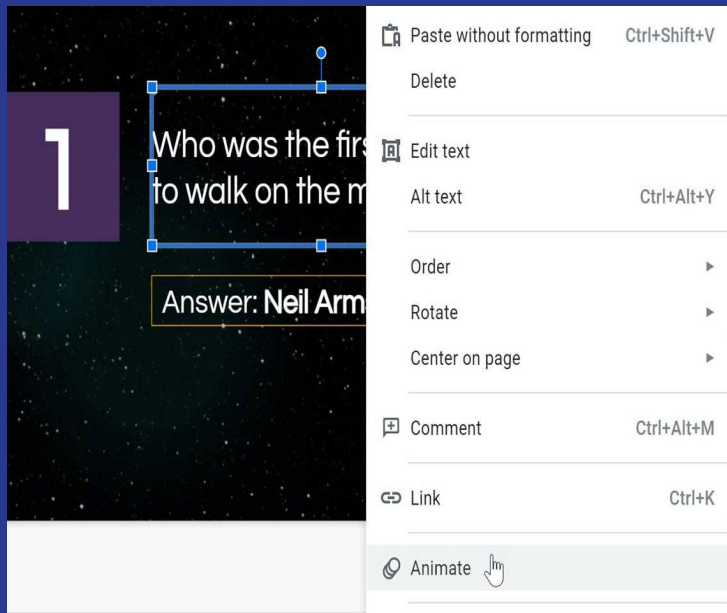 1
Who was the firs
to walk on the m
Answer: Neil Arm
Paste without formatting Ctrl+Shift+V
Delete
Edit text
Alt text Ctrl+Alt+Y
Order
Rotate
Center on page
Comment Ctrl+Alt+M
Link Ctrl+K
Animate